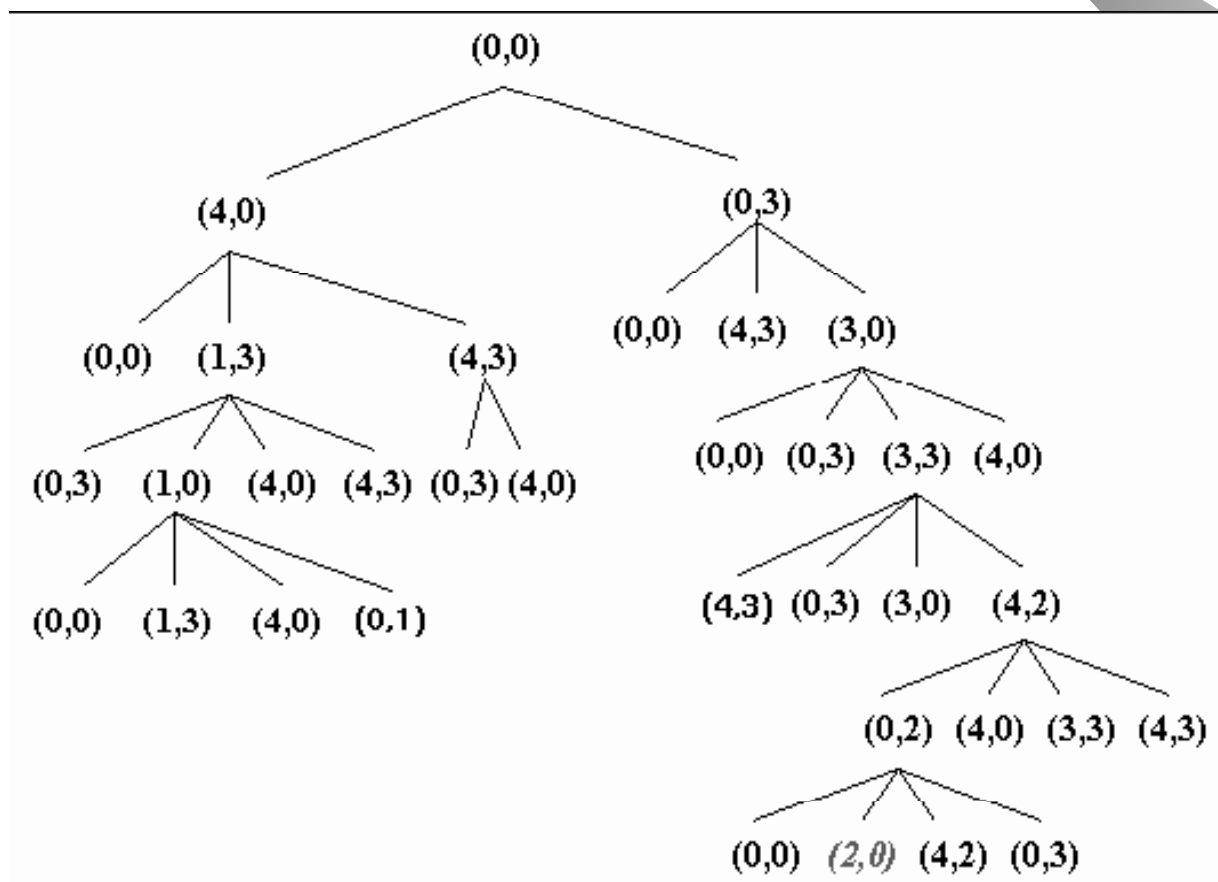 (0,0)
(4,0) (0,3)
(0,0) (1,3) (4,3) (0,0) (4,3) (3,0)
(0,3) (1,0) (4,0) (4,3) (0,3) (4,0) (0,0) (0,3) (3,3) (4,0)
(0,0) (1,3) (4,0) (0,1) (4,3) (0,3) (3,0) (4,2)
(0,2) (4,0) (3,3) (4,3)
(0,0) (2,0) (4,2) (0,3)